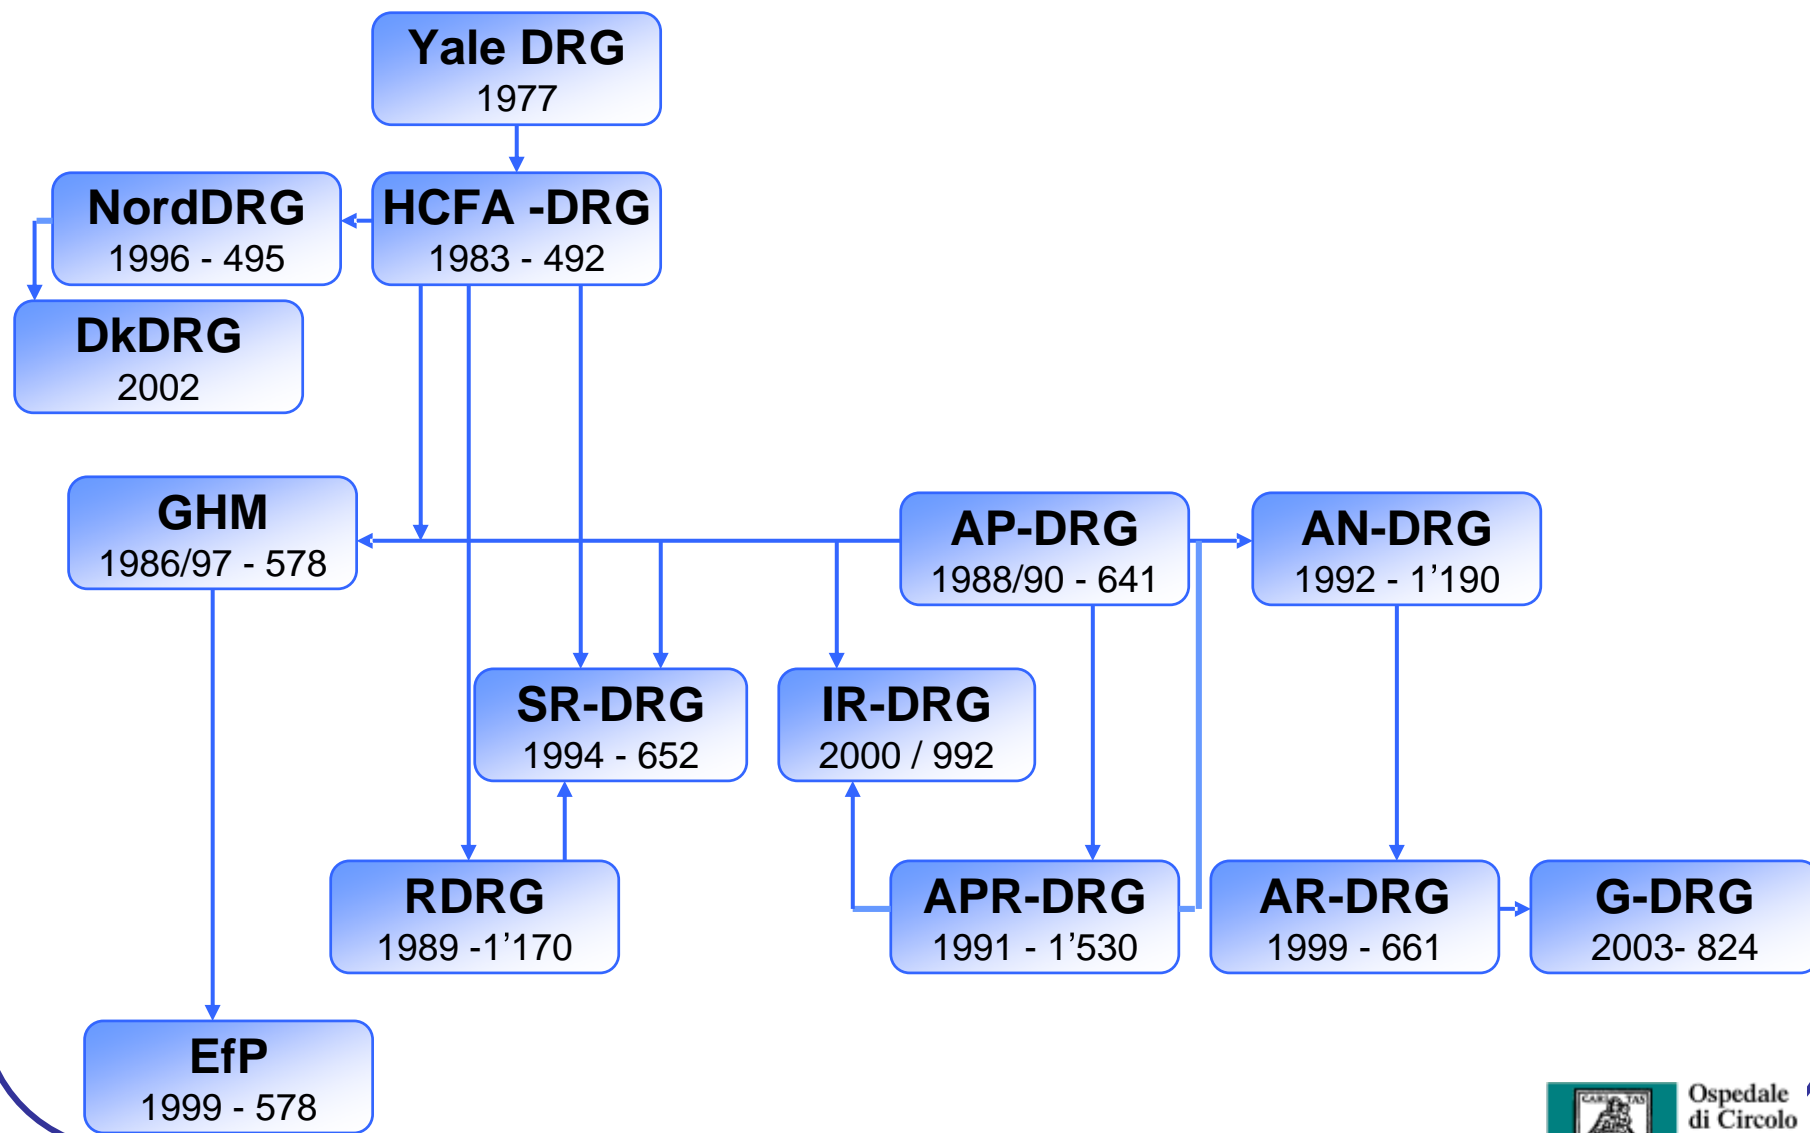 Yale DRG
1977
NordDRG
1996 - 495
HCFA -DRG
1983 - 492
DkDRG
2002
GHM
1986/97 - 578
AP-DRG
1988/90 - 641
AN-DRG
1992 - 1’190
SR-DRG
1994 - 652
IR-DRG
2000 / 992
RDRG
1989 -1’170
APR-DRG
1991 - 1’530
AR-DRG
1999 - 661
G-DRG
2003- 824
EfP
1999 - 578
CARITAS
Ospedale
di Circolo